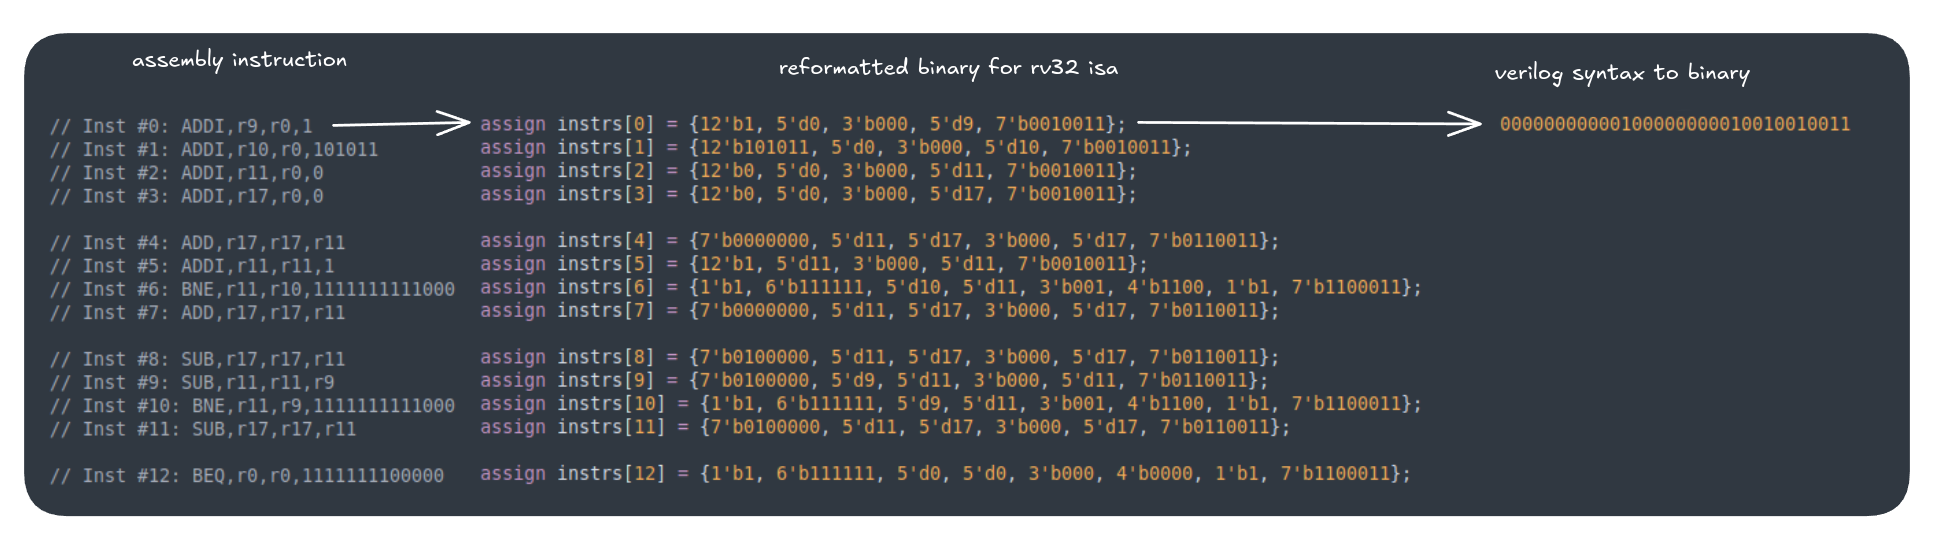 assembly instruction
reformatted binary for rv32 isa
verilog syntax to binary
// Inst #0: ADDI,r9,r0,1 assign instrs[0] = {12'b1, 5'd0, 3'b000, 5'd9, 7'b0010011}; 00000000000100000000010010010011
// Inst #1: ADDI,r10,r0,101011 assign instrs[1] = {12'b101011, 5'd0, 3'b000, 5'd10, 7'b0010011};
// Inst #2: ADDI,r11,r0,0 assign instrs[2] = {12'b0, 5'd0, 3'b000, 5'd11, 7'b0010011};
// Inst #3: ADDI,r17,r0,0 assign instrs[3] = {12'b0, 5'd0, 3'b000, 5'd17, 7'b0010011};
// Inst #4: ADD,r17,r17,r11 assign instrs[4] = {7'b0000000, 5'd11, 5'd17, 3'b000, 5'd17, 7'b0110011};
// Inst #5: ADDI,r11,r11,1 assign instrs[5] = {12'b1, 5'd11, 3'b000, 5'd11, 7'b0010011};
// Inst #6: BNE,r11,r10,1111111111000 assign instrs[6] = {1'b1, 6'b111111, 5'd10, 5'd11, 3'b001, 4'b1100, 1'b1, 7'b1100011};
// Inst #7: ADD,r17,r17,r11 assign instrs[7] = {7'b0000000, 5'd11, 5'd17, 3'b000, 5'd17, 7'b0110011};
// Inst #8: SUB,r17,r17,r11 assign instrs[8] = {7'b0100000, 5'd11, 5'd17, 3'b000, 5'd17, 7'b0110011};
// Inst #9: SUB,r11,r11,r9 assign instrs[9] = {7'b0100000, 5'd9, 5'd11, 3'b000, 5'd11, 7'b0110011};
// Inst #10: BNE,r11,r9,1111111111000 assign instrs[10] = {1'b1, 6'b111111, 5'd9, 5'd11, 3'b001, 4'b1100, 1'b1, 7'b1100011};
// Inst #11: SUB,r17,r17,r11 assign instrs[11] = {7'b0100000, 5'd11, 5'd17, 3'b000, 5'd17, 7'b0110011};
// Inst #12: BEQ,r0,r0,1111111100000 assign instrs[12] = {1'b1, 6'b111111, 5'd0, 5'd0, 3'b000, 4'b0000, 1'b1, 7'b1100011};